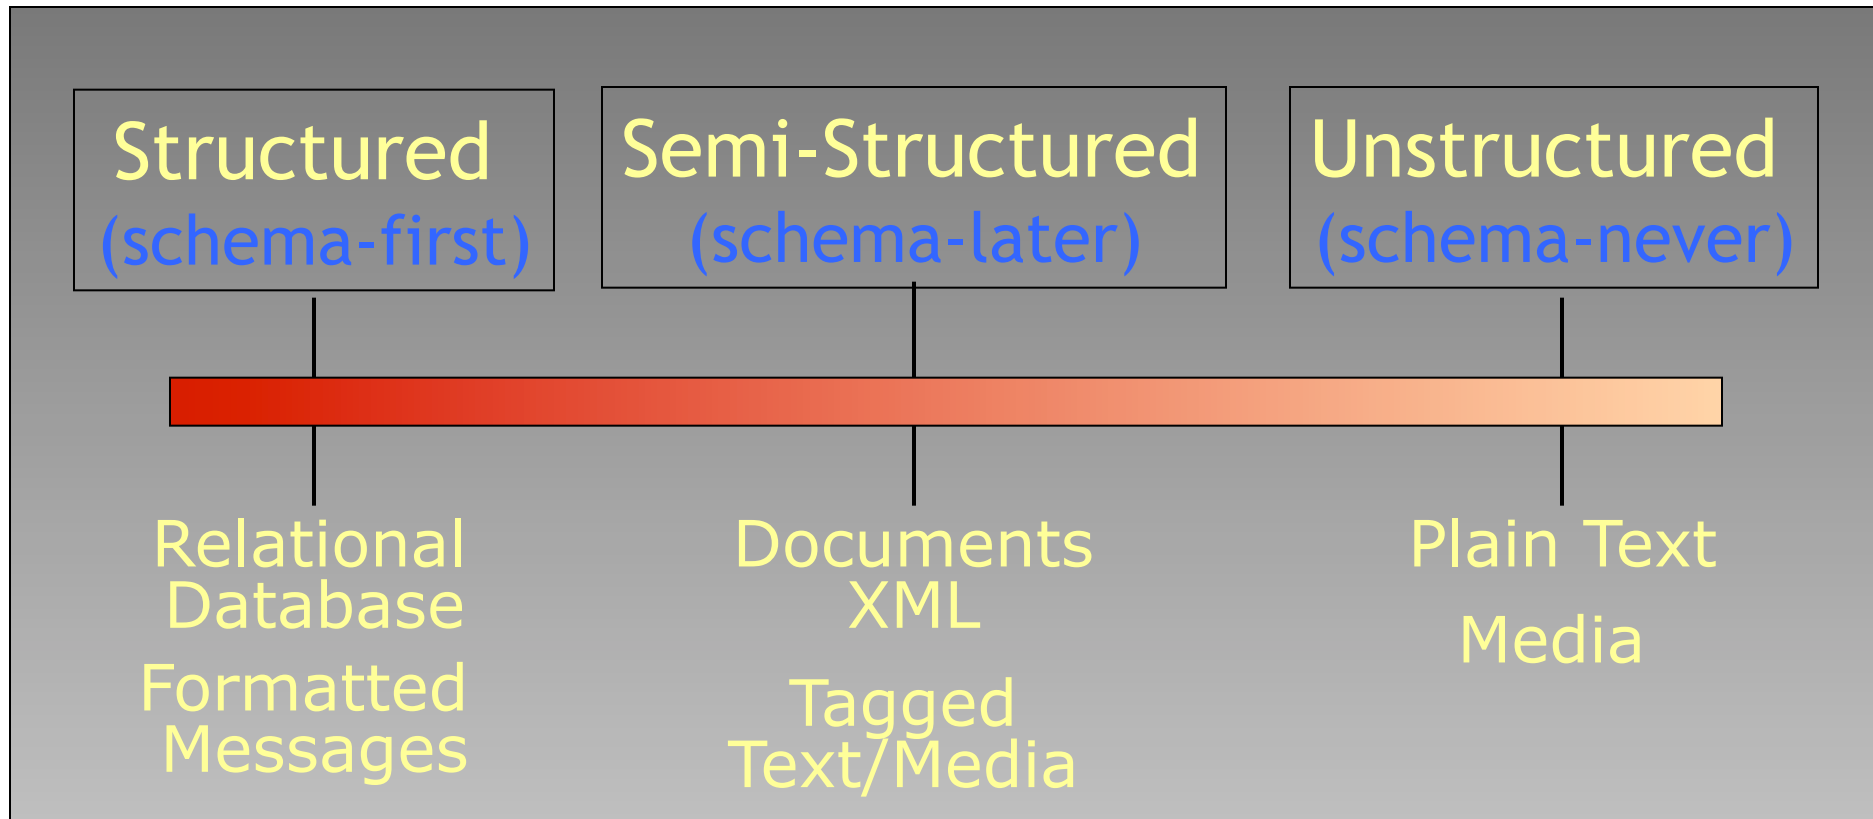 Structured
(schema-first)
Semi-Structured
(schema-later)
Unstructured
(schema-never)
Relational
Database
Formatted
Messages
Documents
XML
Tagged
Text/Media
Plain Text
Media